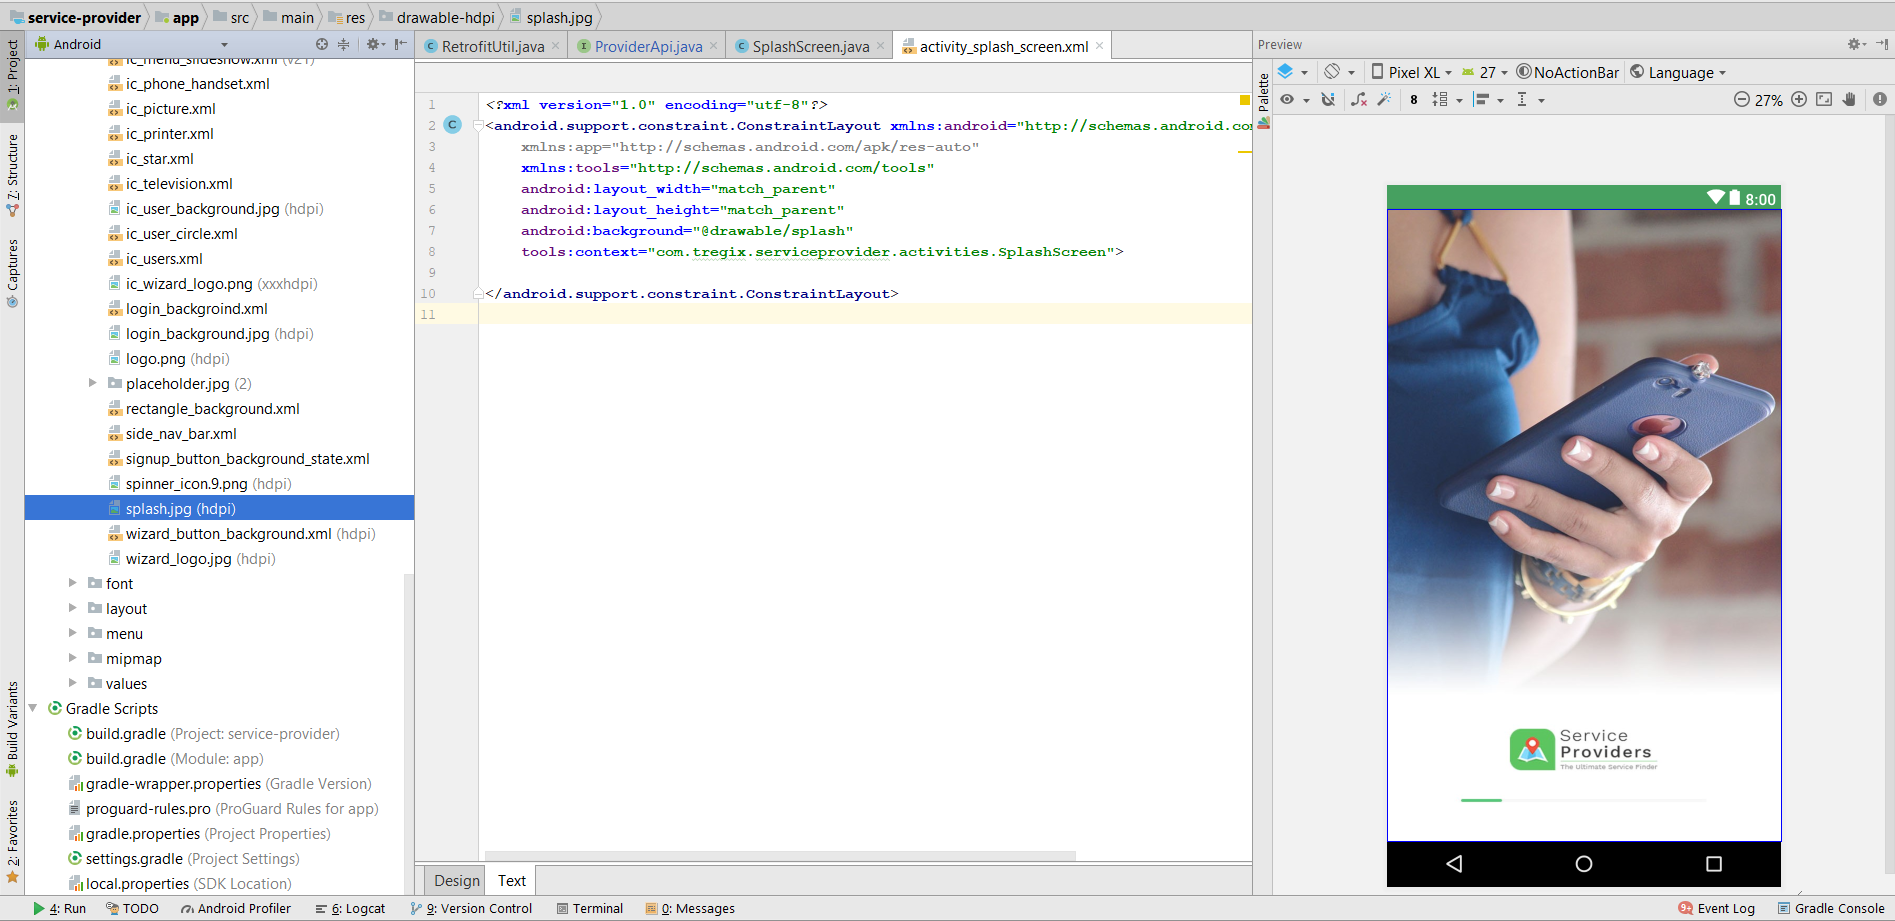 service-provider app src main res drawable-hdpi splash.jpg
Android
RetrofitUtil.java ProviderApi.java SplashScreen.java activity_splash_screen.xml
Preview
1: Project
7: Structure
Captures
Build Variants
2: Favorites
ic_menu_slideshow.xml (v21)
ic_phone_handset.xml
ic_picture.xml
ic_printer.xml
ic_star.xml
ic_television.xml
ic_user_background.jpg (hdpi)
ic_user_circle.xml
ic_users.xml
ic_wizard_logo.png (xxxhdpi)
login_backgroind.xml
login_background.jpg (hdpi)
logo.png (hdpi)
placeholder.jpg (2)
rectangle_background.xml
side_nav_bar.xml
signup_button_background_state.xml
spinner_icon.9.png (hdpi)
splash.jpg (hdpi)
wizard_button_background.xml (hdpi)
wizard_logo.jpg (hdpi)
font
layout
menu
mipmap
values
Gradle Scripts
build.gradle (Project: service-provider)
build.gradle (Module: app)
gradle-wrapper.properties (Gradle Version)
proguard-rules.pro (ProGuard Rules for app)
gradle.properties (Project Properties)
settings.gradle (Project Settings)
local.properties (SDK Location)
1 <?xml version="1.0" encoding="utf-8"?>
2 C <android.support.constraint.ConstraintLayout xmlns:android="http://schemas.android.co
3 xmlns:app="http://schemas.android.com/apk/res-auto"
4 xmlns:tools="http://schemas.android.com/tools"
5 android:layout_width="match_parent"
6 android:layout_height="match_parent"
7 android:background="@drawable/splash"
8 tools:context="com.tregix.serviceprovider.activities.SplashScreen">
9
10 </android.support.constraint.ConstraintLayout>
11
Design Text
Palette
Pixel XL 27 NoActionBar Language
8 27%
8:00
Service
Providers
The Ultimate Service Finder
4: Run TODO Android Profiler 6: Logcat 9: Version Control Terminal 0: Messages 9+ Event Log Gradle Console